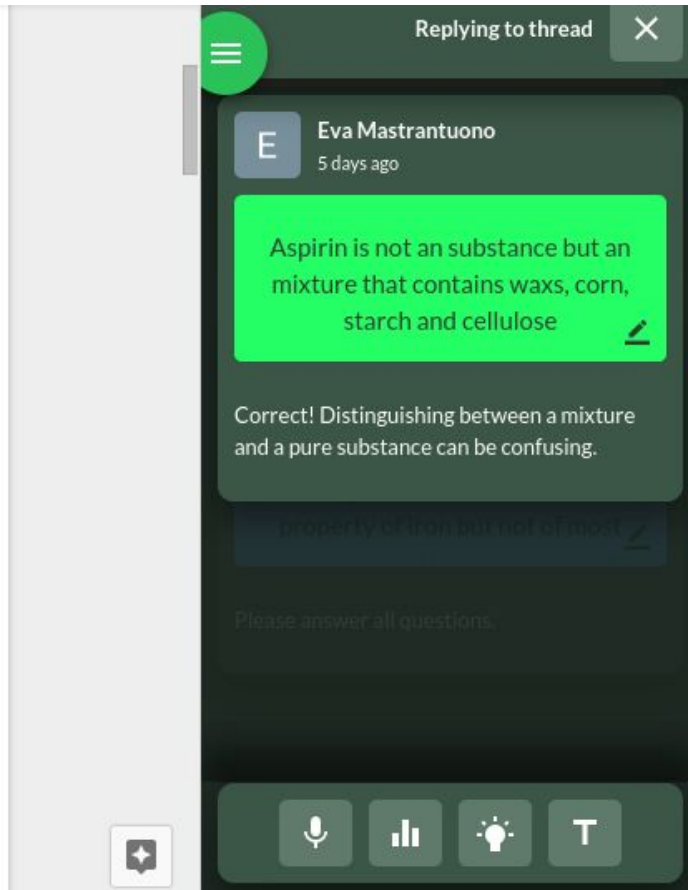 Replying to thread
E
Eva Mastrantuono
5 days ago
Aspirin is not an substance but an
mixture that contains waxs, corn,
starch and cellulose
Correct! Distinguishing between a mixture
and a pure substance can be confusing.
property of iron but not of most
Please answer all questions.
T